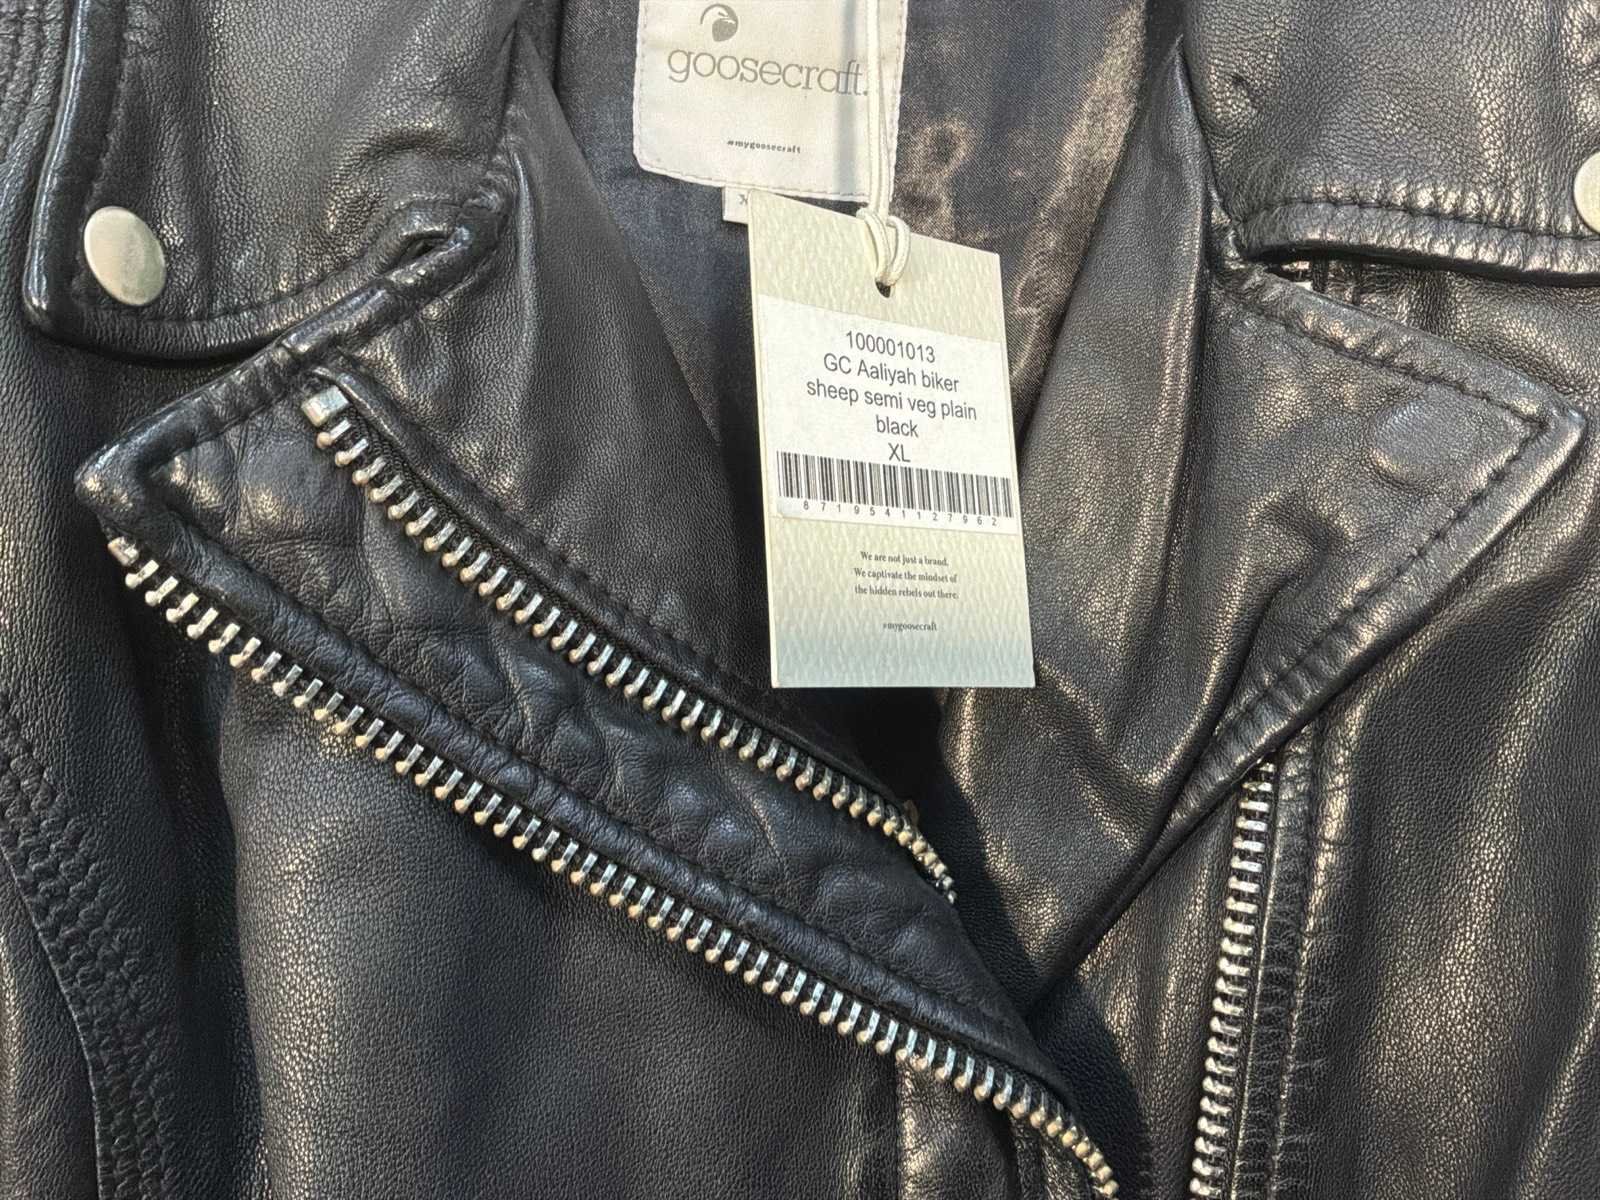 goosecraft.
#mygoosecraft
X
100001013
GC Aaliyah biker
sheep semi veg plain
black
XL
8719541127962
We are not just a brand.
We captivate the mindset of
the hidden rebels out there.
#mygoosecraft